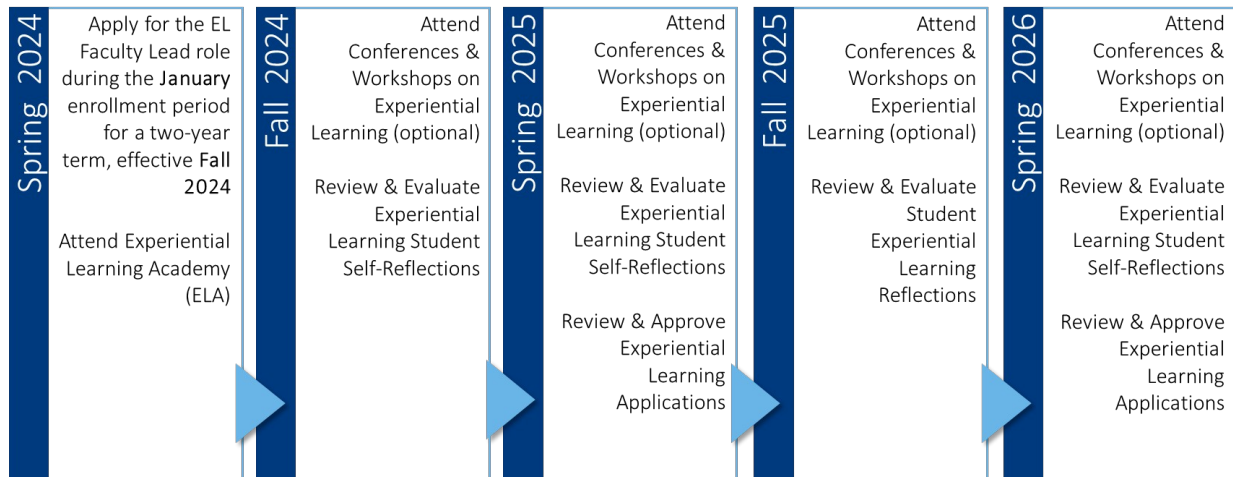 Spring 2024
Apply for the EL
Faculty Lead role
during the January
enrollment period
for a two-year
term, effective Fall
2024
Attend Experiential
Learning Academy
(ELA)
Fall 2024
Attend
Conferences &
Workshops on
Experiential
Learning (optional)
Review & Evaluate
Experiential
Learning Student
Self-Reflections
Spring 2025
Attend
Conferences &
Workshops on
Experiential
Learning (optional)
Review & Evaluate
Experiential
Learning Student
Self-Reflections
Review & Approve
Experiential
Learning
Applications
Fall 2025
Attend
Conferences &
Workshops on
Experiential
Learning (optional)
Review & Evaluate
Student
Experiential
Learning
Reflections
Spring 2026
Attend
Conferences &
Workshops on
Experiential
Learning (optional)
Review & Evaluate
Experiential
Learning Student
Self-Reflections
Review & Approve
Experiential
Learning
Applications